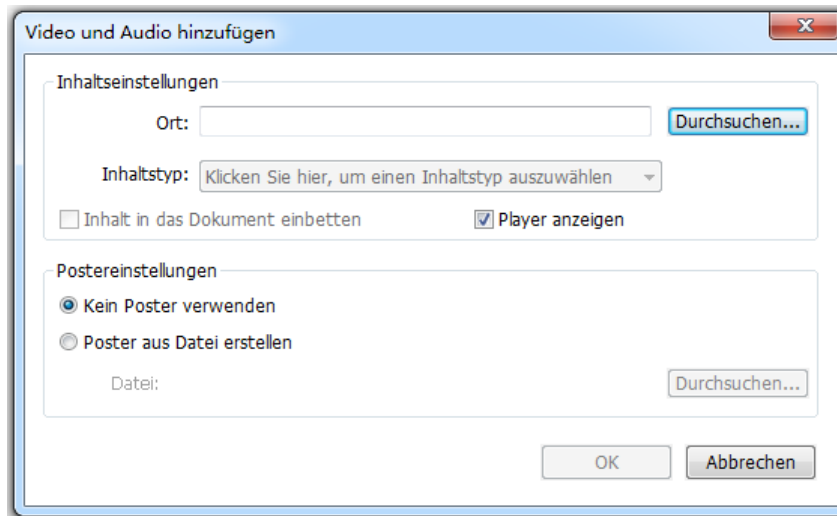 Video und Audio hinzufügen
Inhaltseinstellungen
Ort: Durchsuchen...
Inhaltstyp: Klicken Sie hier, um einen Inhaltstyp auszuwählen
Inhalt in das Dokument einbetten Player anzeigen
Postereinstellungen
Kein Poster verwenden
Poster aus Datei erstellen
Datei: Durchsuchen...
OK Abbrechen